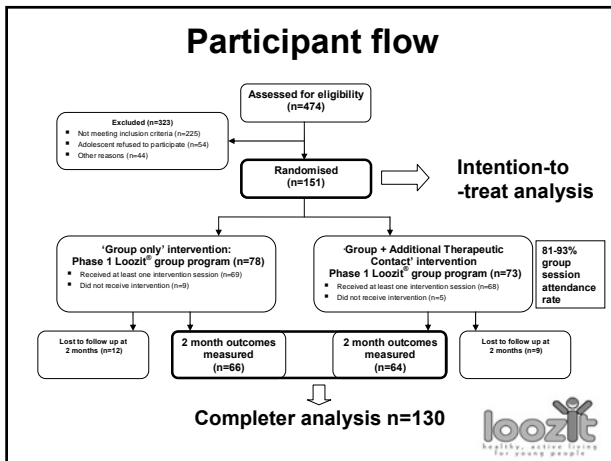 Participant flow
Assessed for eligibility
(n=474)
Excluded (n=323)
▪ Not meeting inclusion criteria (n=225)
▪ Adolescent refused to participate (n=54)
▪ Other reasons (n=44)
Randomised
(n=151)
Intention-to
-treat analysis
'Group only' intervention:
Phase 1 Loozit® group program (n=78)
▪ Received at least one intervention session (n=69)
▪ Did not receive intervention (n=9)
'Group + Additional Therapeutic
Contact' intervention
Phase 1 Loozit® group program (n=73)
▪ Received at least one intervention session (n=68)
▪ Did not receive intervention (n=5)
81-93%
group
session
attendance
rate
Lost to follow up at
2 months (n=12)
2 month outcomes
measured
(n=66)
2 month outcomes
measured
(n=64)
Lost to follow up at
2 months (n=9)
Completer analysis n=130
loozit
healthy, active living
for young people